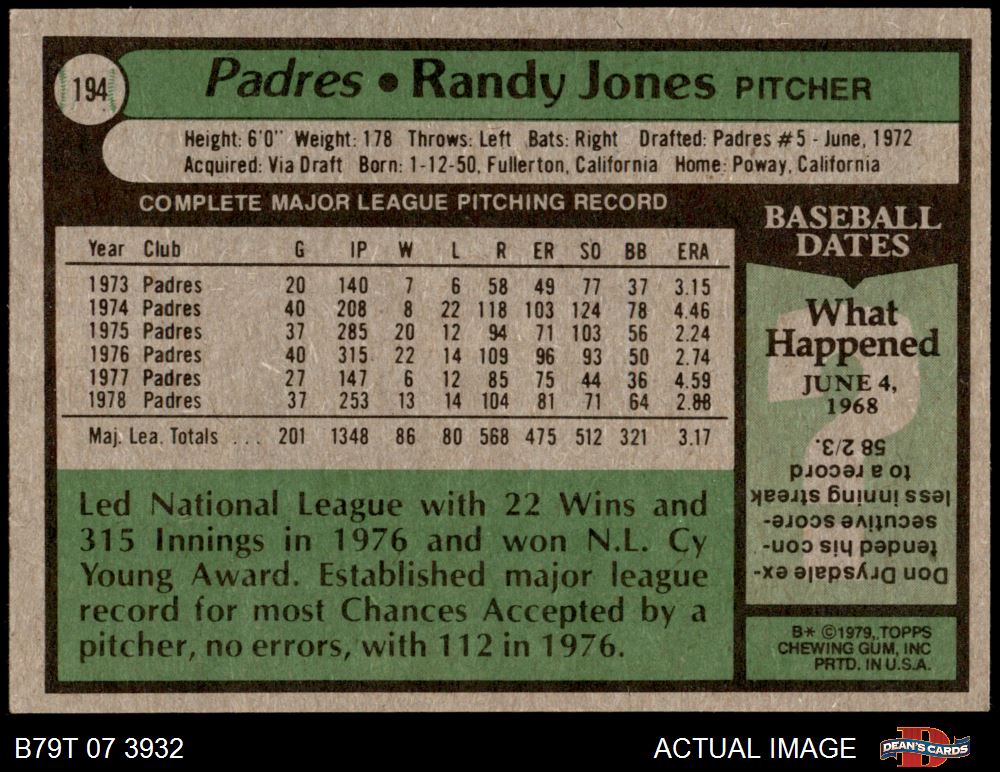 194
Padres • Randy Jones PITCHER
Height: 6'0" Weight: 178 Throws: Left Bats: Right Drafted: Padres #5 - June, 1972
Acquired: Via Draft Born: 1-12-50, Fullerton, California Home: Poway, California
COMPLETE MAJOR LEAGUE PITCHING RECORD
Year Club G IP W L R ER SO BB ERA
1973 Padres 20 140 7 6 58 49 77 37 3.15
1974 Padres 40 208 8 22 118 103 124 78 4.46
1975 Padres 37 285 20 12 94 71 103 56 2.24
1976 Padres 40 315 22 14 109 96 93 50 2.74
1977 Padres 27 147 6 12 85 75 44 36 4.59
1978 Padres 37 253 13 14 104 81 71 64 2.88
Maj. Lea. Totals ... 201 1348 86 80 568 475 512 321 3.17
Led National League with 22 Wins and
315 Innings in 1976 and won N.L. Cy
Young Award. Established major league
record for most Chances Accepted by a
pitcher, no errors, with 112 in 1976.
BASEBALL
DATES
What
Happened
JUNE 4,
1968
Don Drysdale ex-
tended his con-
secutive score-
less inning streak
to a record
58 2/3.
B* ©1979, TOPPS
CHEWING GUM, INC
PRTD. IN U.S.A.
B79T 07 3932
ACTUAL IMAGE
DEAN'S CARDS